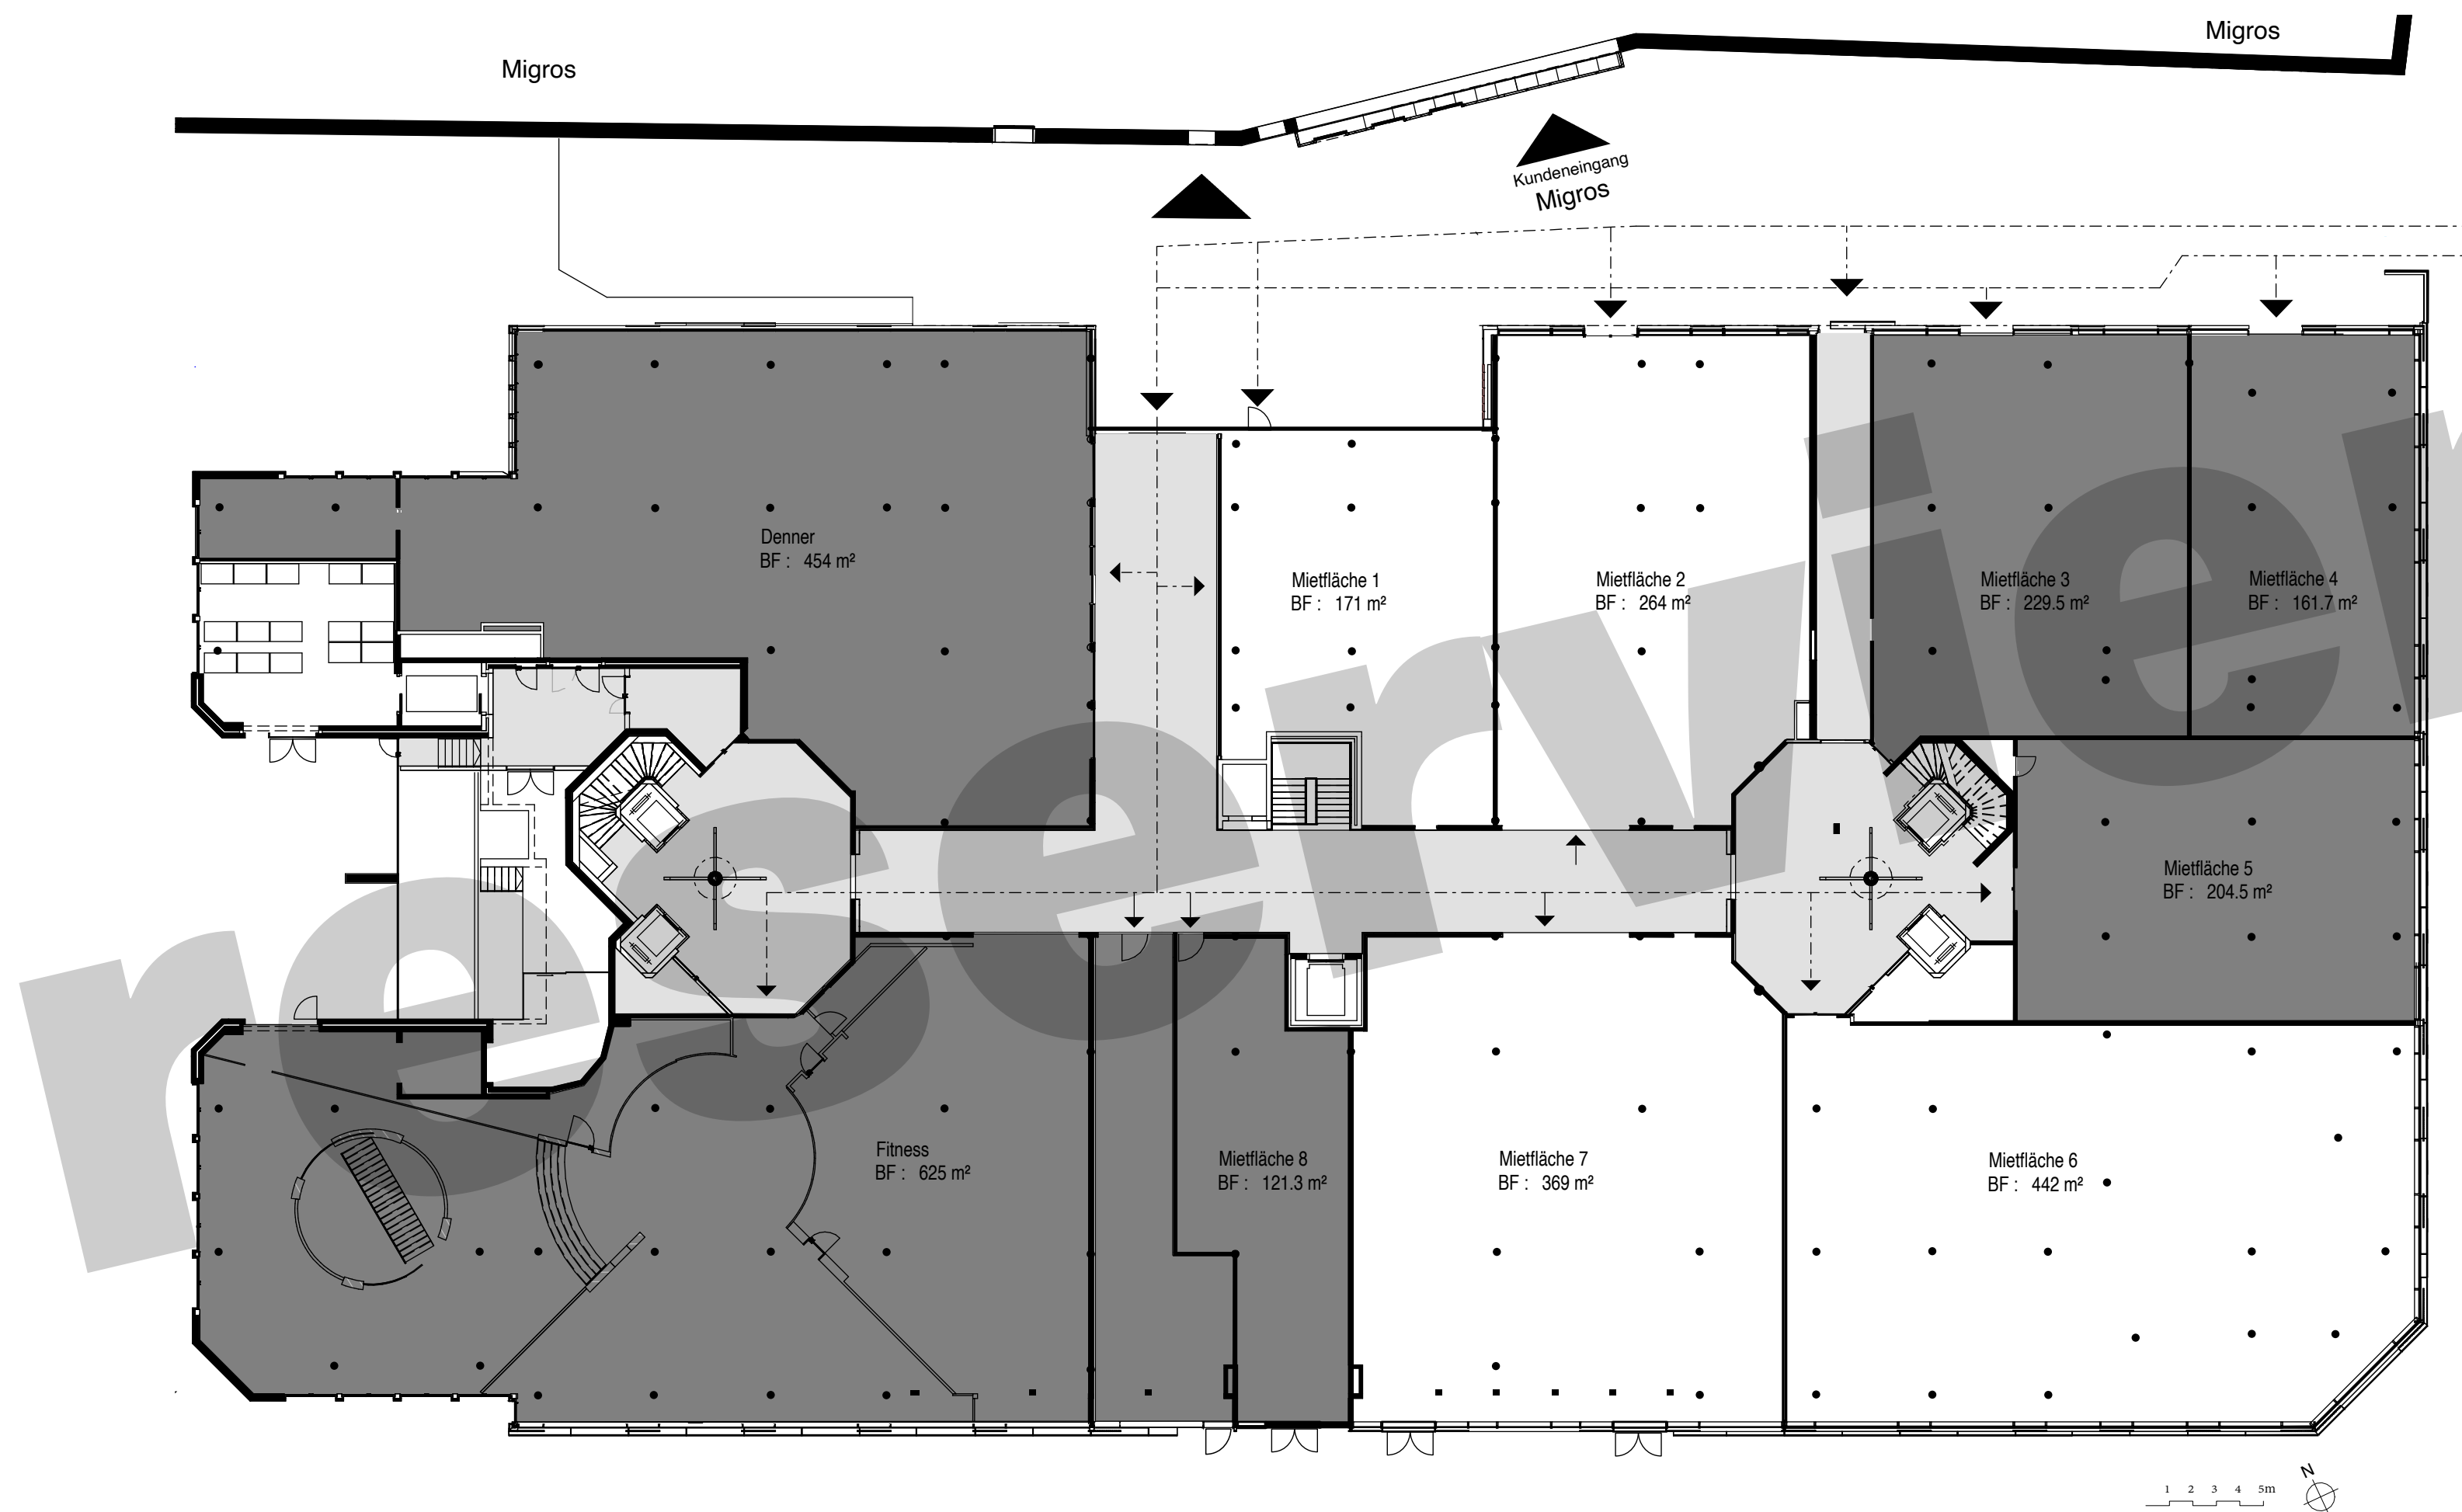 Migros
Migros
Kundeneingang
Migros
Denner
BF : 454 m²
Mietfläche 1
BF : 171 m²
Mietfläche 2
BF : 264 m²
Mietfläche 3
BF : 229.5 m²
Mietfläche 4
BF : 161.7 m²
Mietfläche 5
BF : 204.5 m²
Fitness
BF : 625 m²
Mietfläche 8
BF : 121.3 m²
Mietfläche 7
BF : 369 m²
Mietfläche 6
BF : 442 m²
reservier
N
1 2 3 4 5m